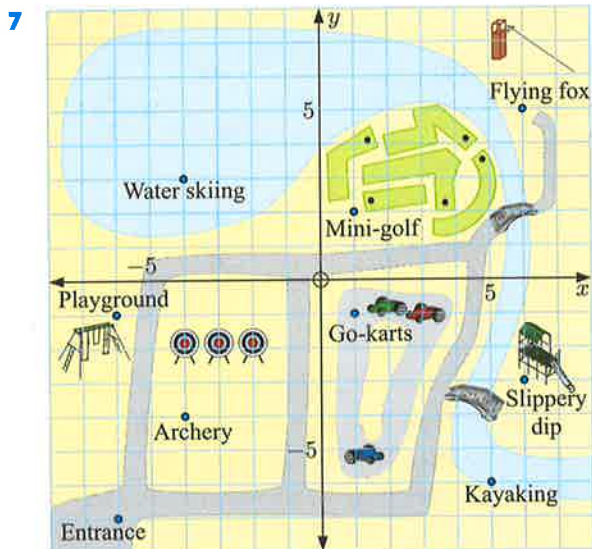 7
y
Flying fox
5
Water skiing
Mini-golf
-5
5
x
Playground
Go-karts
Archery
-5
Slippery
dip
Kayaking
Entrance